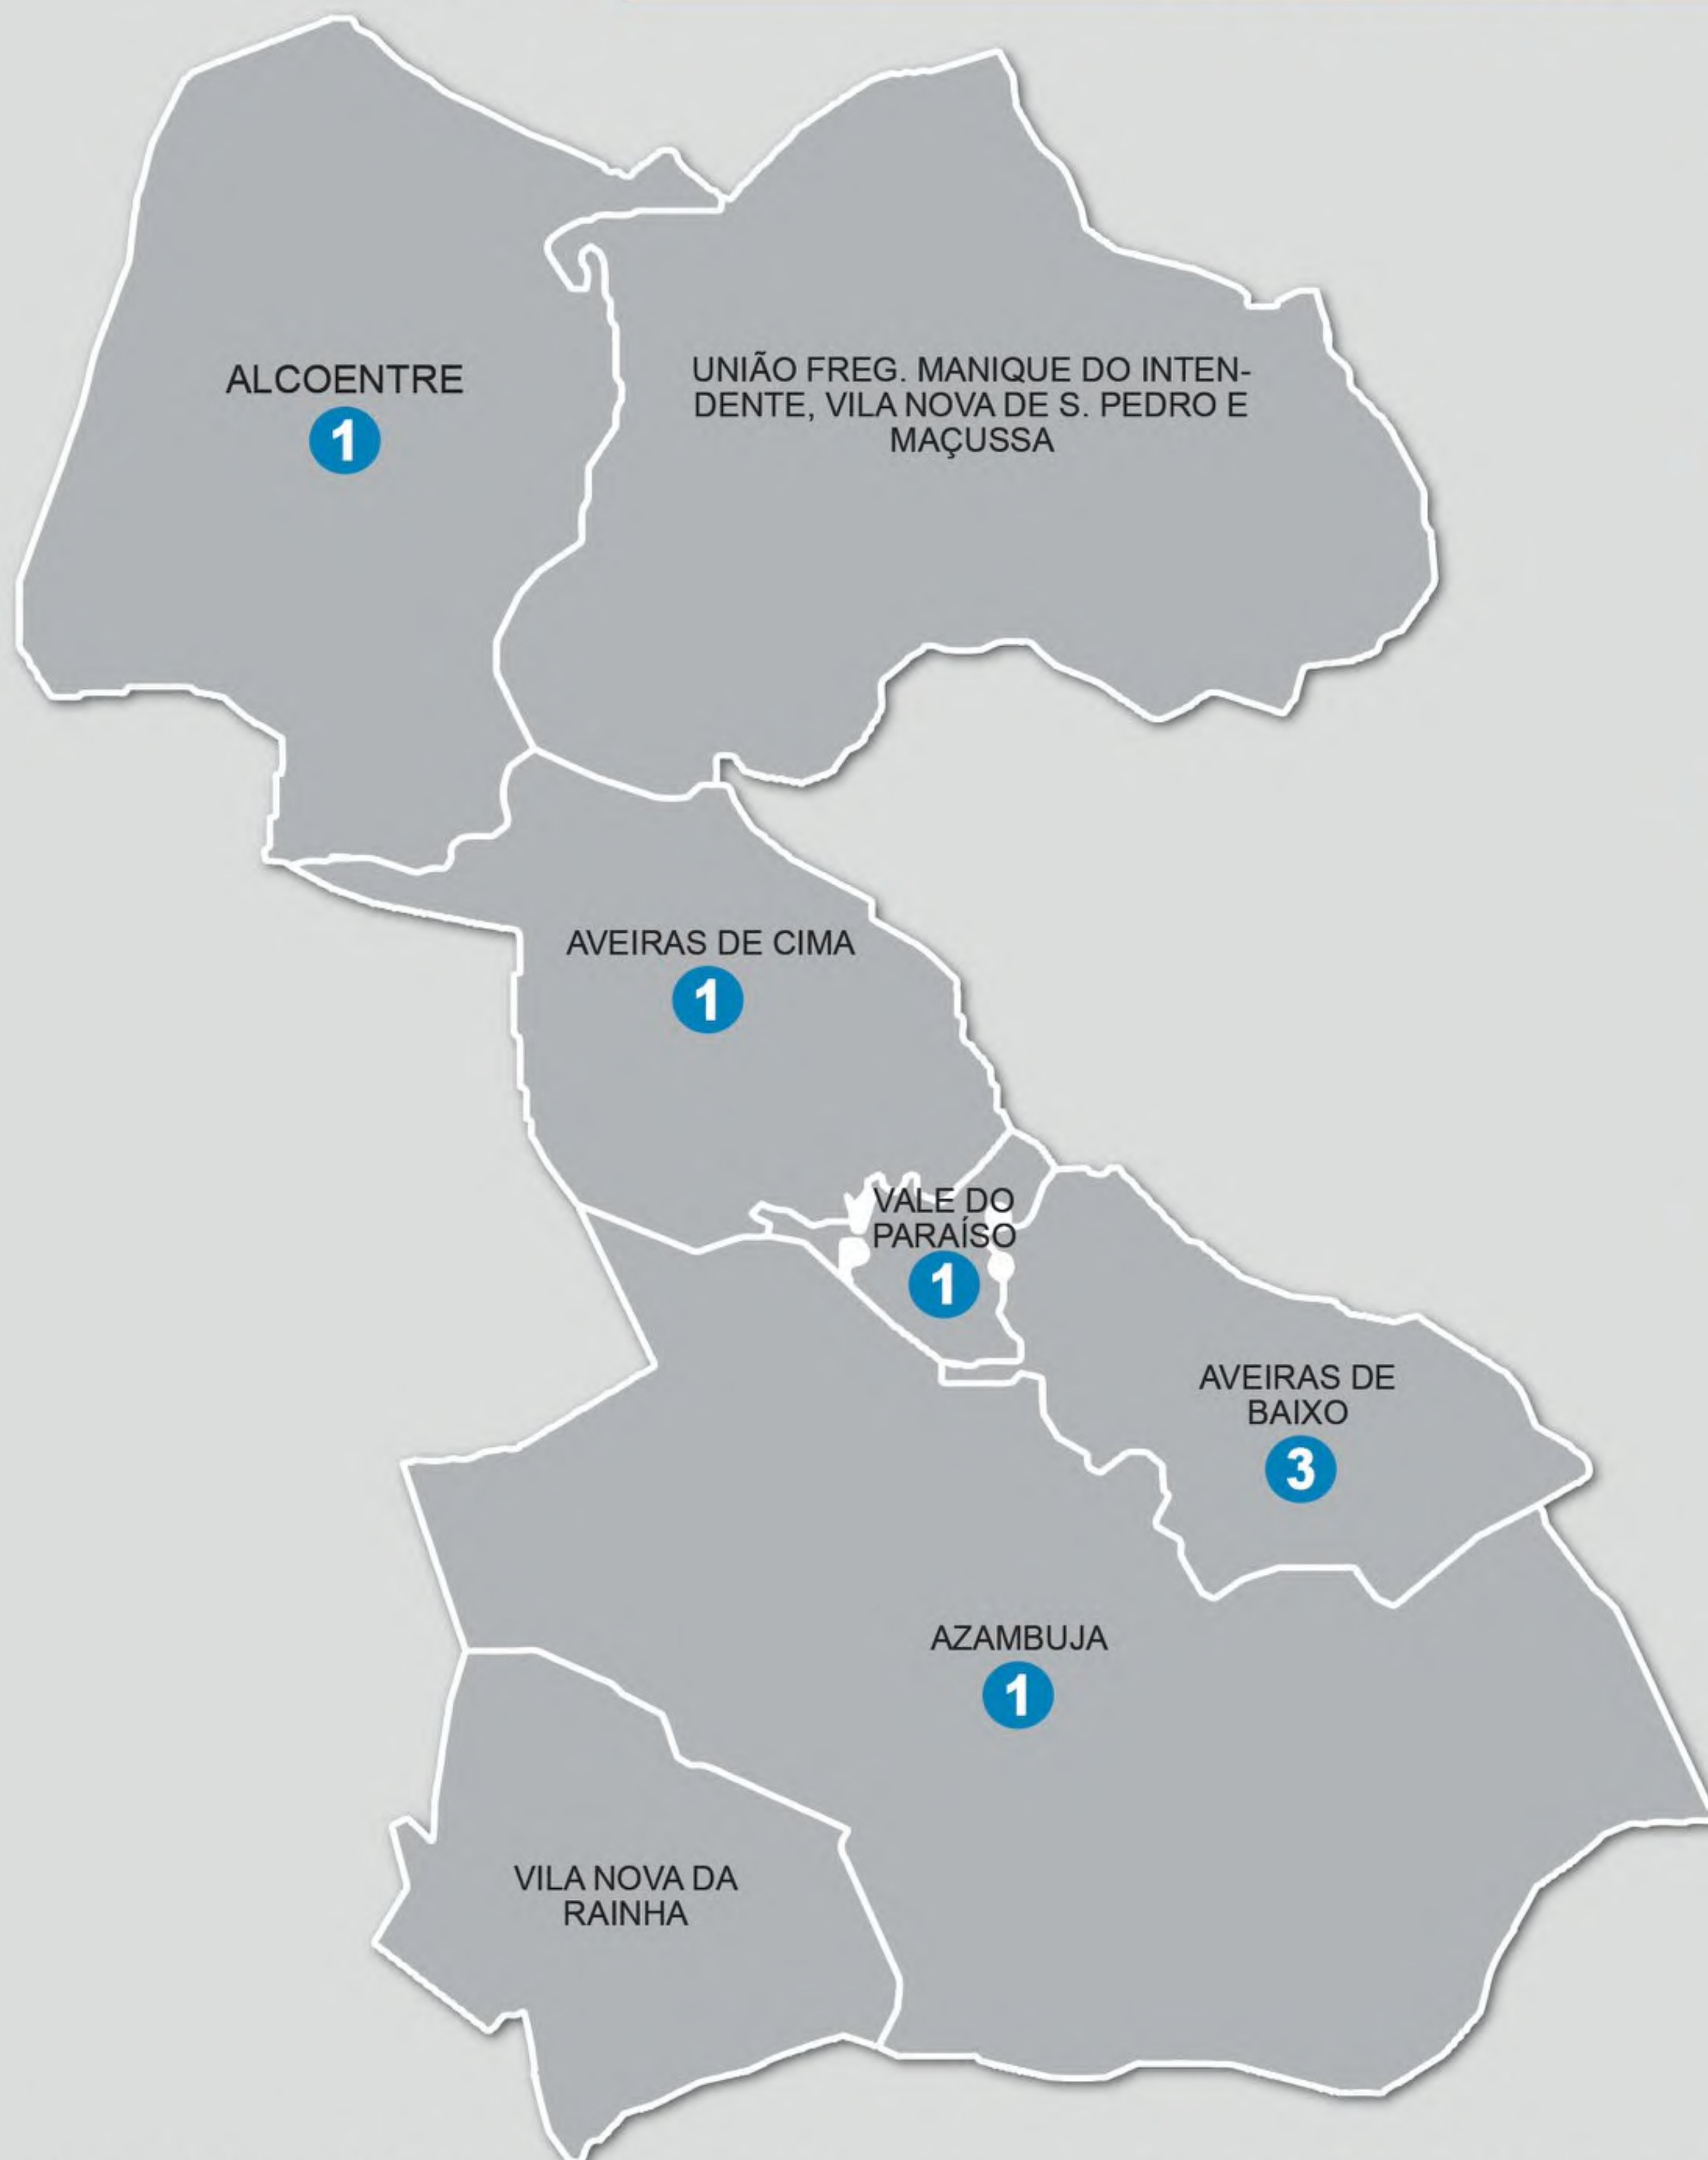 ALCOENTRE
1
UNIÃO FREG. MANIQUE DO INTEN-
DENTE, VILA NOVA DE S. PEDRO E
MAÇUSSA
AVEIRAS DE CIMA
1
VALE DO
PARAÍSO
1
AVEIRAS DE
BAIXO
3
AZAMBUJA
1
VILA NOVA DA
RAINHA